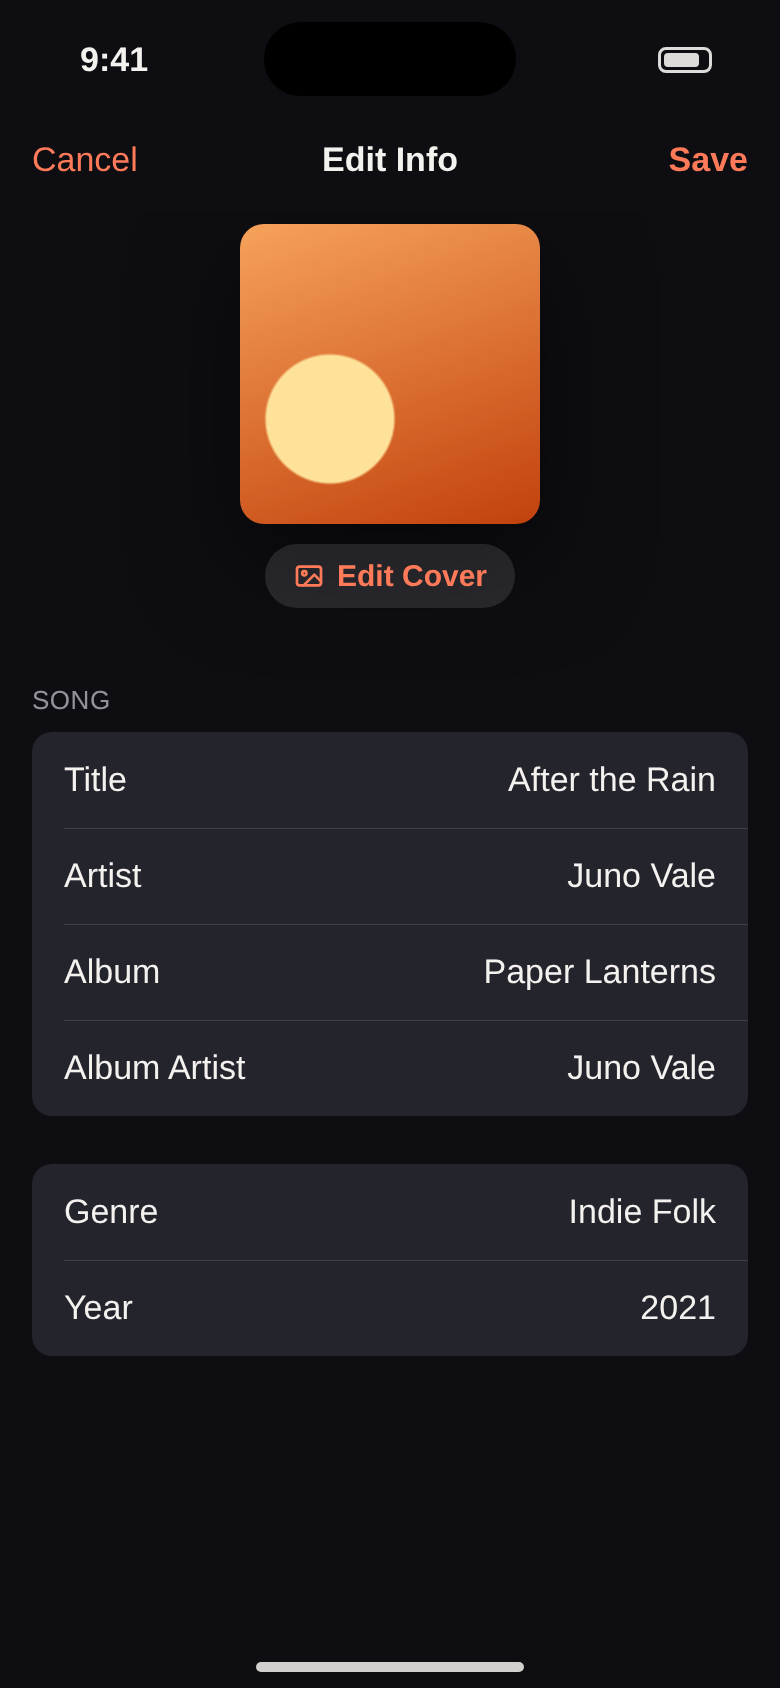 9:41
Cancel Edit Info Save
Edit Cover
SONG
Title After the Rain
Artist Juno Vale
Album Paper Lanterns
Album Artist Juno Vale
Genre Indie Folk
Year 2021